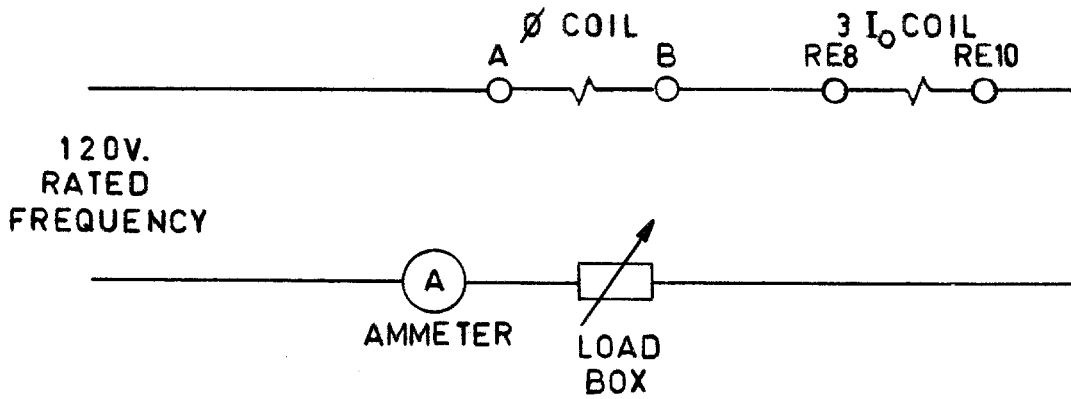 Ø COIL
3 I₀ COIL
A
B
RE8
RE10
120V.
RATED
FREQUENCY
A
AMMETER
LOAD
BOX